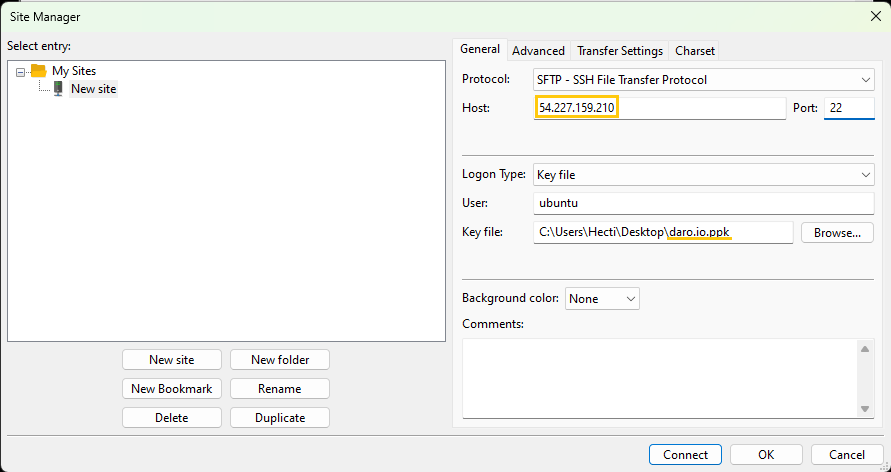 Site Manager
Select entry:
My Sites
New site
New site New folder
New Bookmark Rename
Delete Duplicate
General Advanced Transfer Settings Charset
Protocol: SFTP - SSH File Transfer Protocol
Host: 54.227.159.210 Port: 22
Logon Type: Key file
User: ubuntu
Key file: C:\Users\Hecti\Desktop\daro.io.ppk Browse...
Background color: None
Comments:
Connect OK Cancel